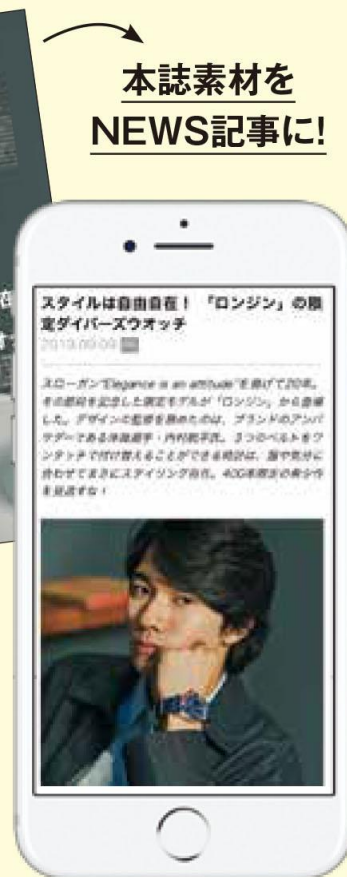 本誌素材を
NEWS記事に!
スタイルは自由自在! 「ロンジン」の限
定ダイバーズウオッチ
2019.09.09
スローガン"Elegance is an attitude"を掲げて20年。
その節目を記念した限定モデルが「ロンジン」から登場
した。デザインの監修を務めたのは、ブランドのアンバ
サダーである体操選手・内村航平氏。3つのベルトをワ
ンタッチで付け替えることができる時計は、服や気分に
合わせてまさにスタイリング自在。400本限定の希少作
を見逃すな!